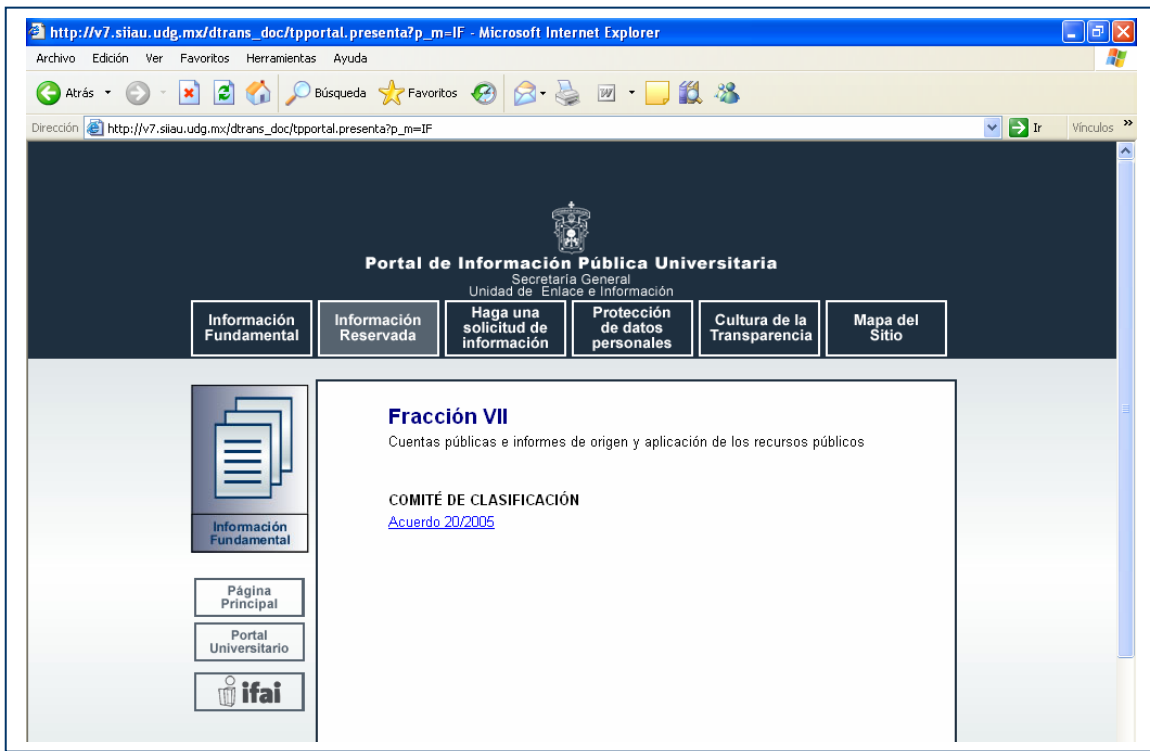 http://v7.siiau.udg.mx/dtrans_doc/tpportal.presenta?p_m=IF - Microsoft Internet Explorer
Archivo Edición Ver Favoritos Herramientas Ayuda
Atrás Búsqueda Favoritos
Dirección http://v7.siiau.udg.mx/dtrans_doc/tpportal.presenta?p_m=IF Ir Vínculos »
Portal de Información Pública Universitaria
Secretaría General
Unidad de Enlace e Información
Información
Fundamental
Información
Reservada
Haga una
solicitud de
información
Protección
de datos
personales
Cultura de la
Transparencia
Mapa del
Sitio
Fracción VII
Cuentas públicas e informes de origen y aplicación de los recursos públicos
COMITÉ DE CLASIFICACIÓN
Acuerdo 20/2005
Información
Fundamental
Página
Principal
Portal
Universitario
ifai